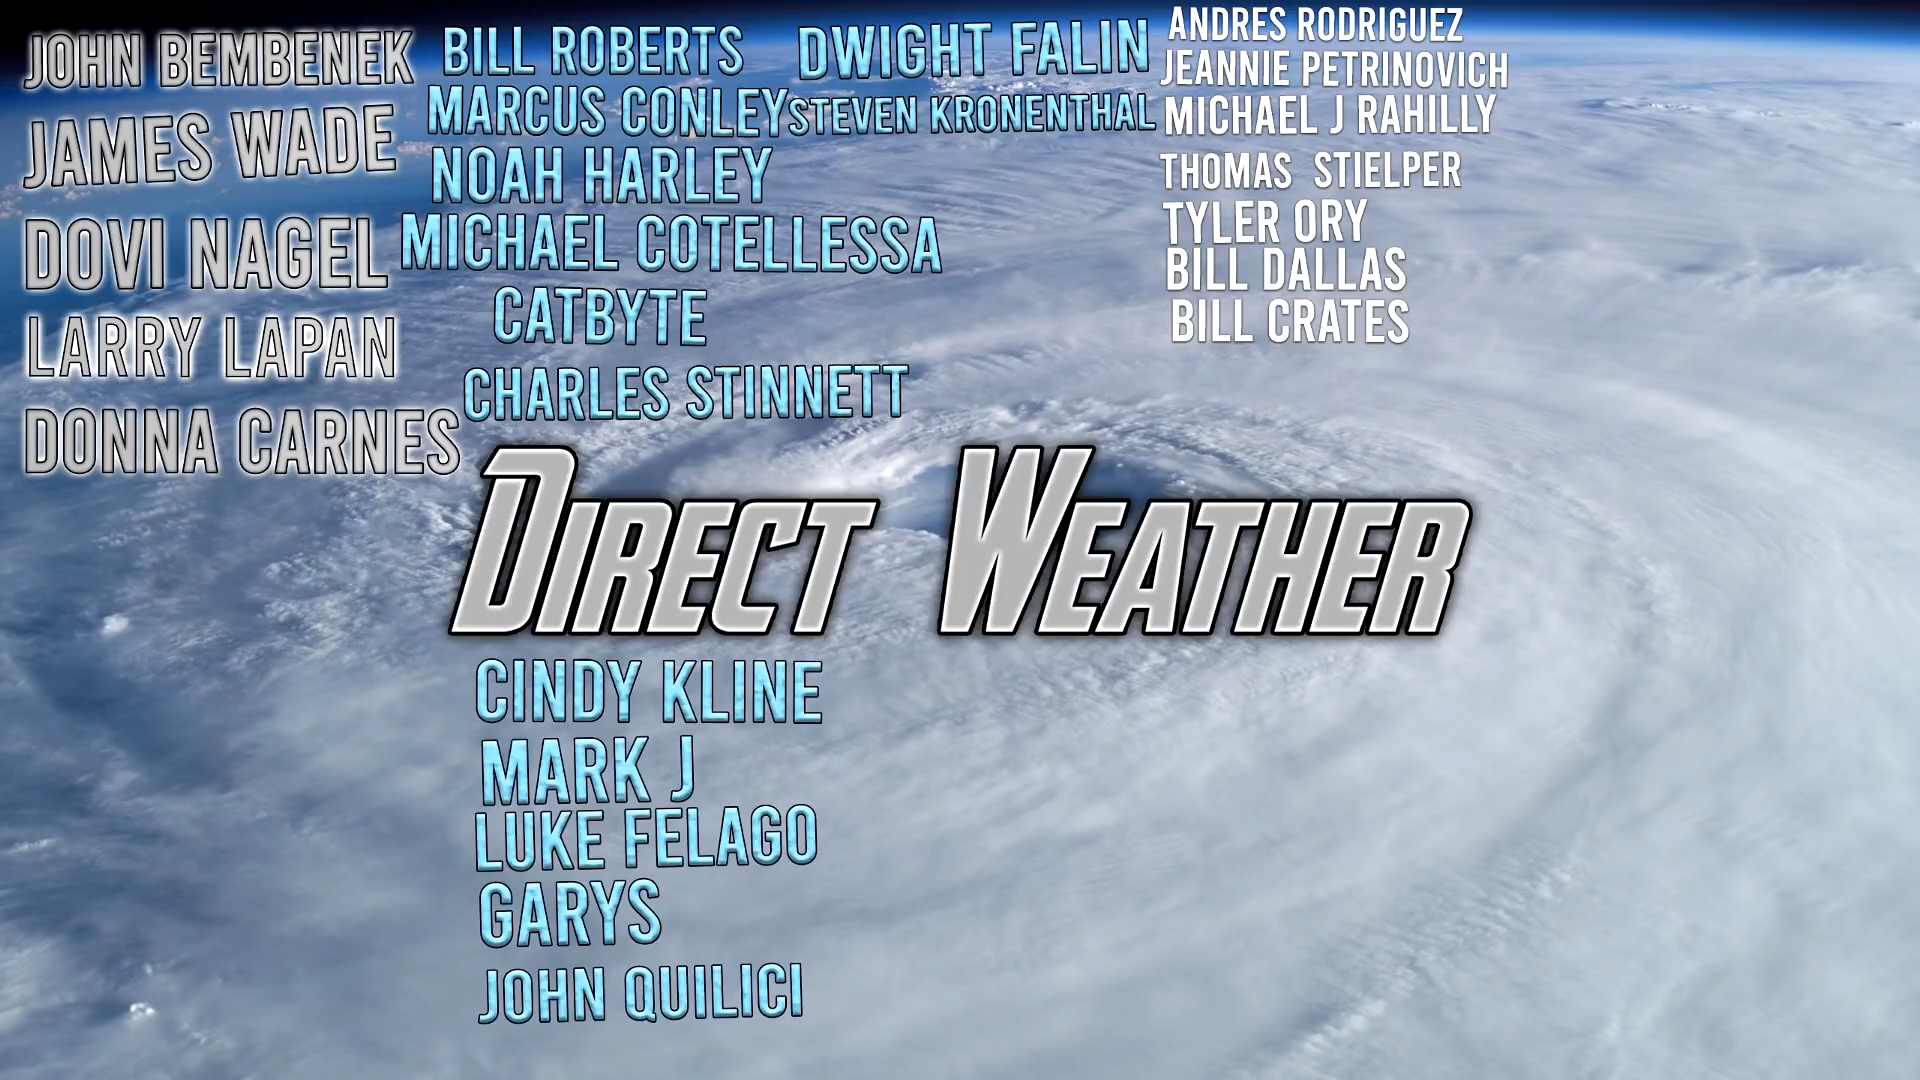 JOHN BEMBENEK
JAMES WADE
DOVI NAGEL
LARRY LAPAN
DONNA CARNES
BILL ROBERTS
MARCUS CONLEY
NOAH HARLEY
MICHAEL COTELLESSA
CATBYTE
CHARLES STINNETT
DWIGHT FALIN
STEVEN KRONENTHAL
ANDRES RODRIGUEZ
JEANNIE PETRINOVICH
MICHAEL J RAHILLY
THOMAS STIELPER
TYLER ORY
BILL DALLAS
BILL CRATES
DIRECT WEATHER
CINDY KLINE
MARK J
LUKE FELAGO
GARYS
JOHN QUILICI